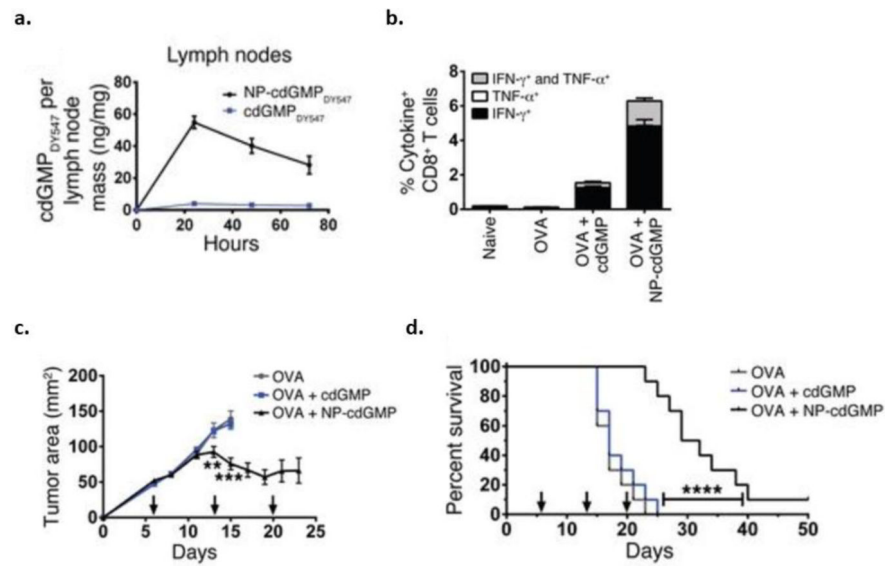 a.
Lymph nodes
cdGMP_DY547 per
lymph node
mass (ng/mg)
80
60
40
20
0
NP-cdGMP_DY547
cdGMP_DY547
0 20 40 60 80
Hours
b.
% Cytokine⁺
CD8⁺ T cells
8
6
4
2
0
IFN-γ⁺ and TNF-α⁺
TNF-α⁺
IFN-γ⁺
Naive
OVA
OVA +
cdGMP
OVA +
NP-cdGMP
c.
Tumor area (mm²)
200
150
100
50
0
OVA
OVA + cdGMP
OVA + NP-cdGMP
**
***
0 5 10 15 20 25
Days
d.
Percent survival
100
80
60
40
20
0
OVA
OVA + cdGMP
OVA + NP-cdGMP
****
0 10 20 30 40 50
Days